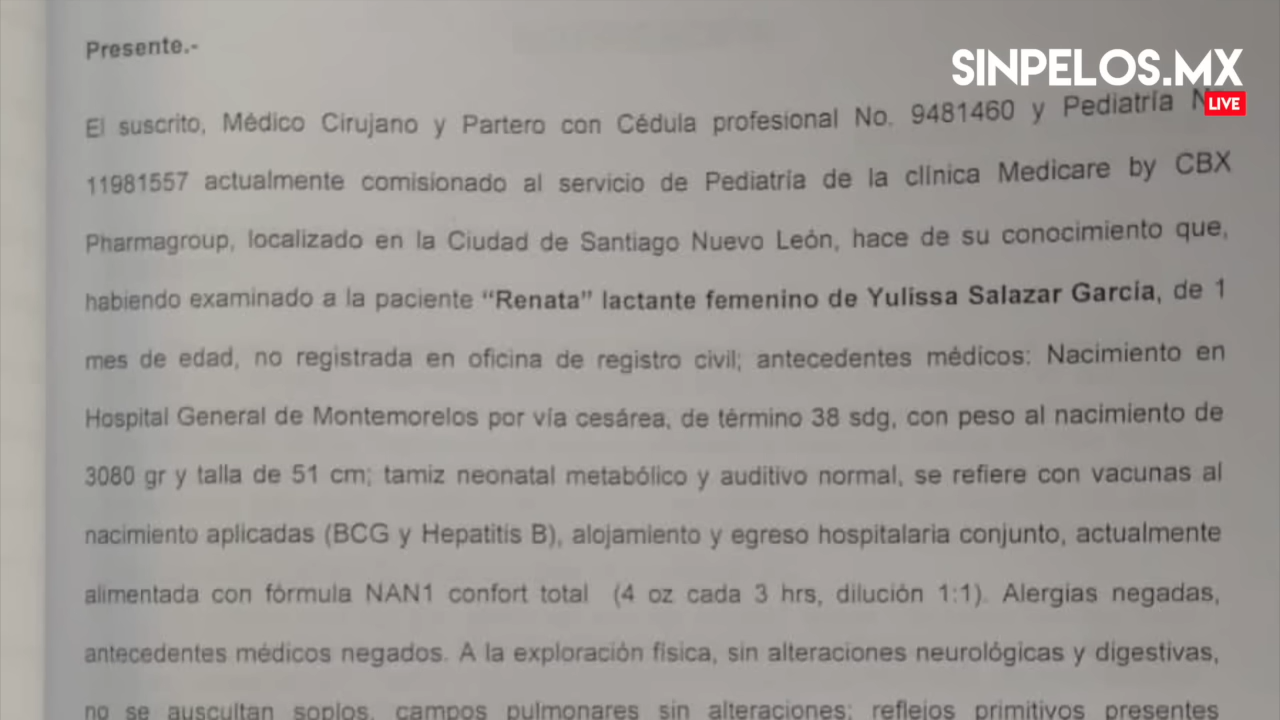 Presente.-
SINPELOS.MX
LIVE
El suscrito, Médico Cirujano y Partero con Cédula profesional No. 9481460 y Pediatría
11981557 actualmente comisionado al servicio de Pediatría de la clínica Medicare by CBX
Pharmagroup, localizado en la Ciudad de Santiago Nuevo León, hace de su conocimiento que,
habiendo examinado a la paciente “Renata” lactante femenino de Yulissa Salazar García, de 1
mes de edad, no registrada en oficina de registro civil; antecedentes médicos: Nacimiento en
Hospital General de Montemorelos por vía cesárea, de término 38 sdg, con peso al nacimiento de
3080 gr y talla de 51 cm; tamiz neonatal metabólico y auditivo normal, se refiere con vacunas al
nacimiento aplicadas (BCG y Hepatitis B), alojamiento y egreso hospitalaria conjunto, actualmente
alimentada con fórmula NAN1 confort total (4 oz cada 3 hrs, dilución 1:1). Alergias negadas,
antecedentes médicos negados. A la exploración física, sin alteraciones neurológicas y digestivas,
no se auscultan soplos, campos pulmonares sin alteraciones; reflejos primitivos presentes